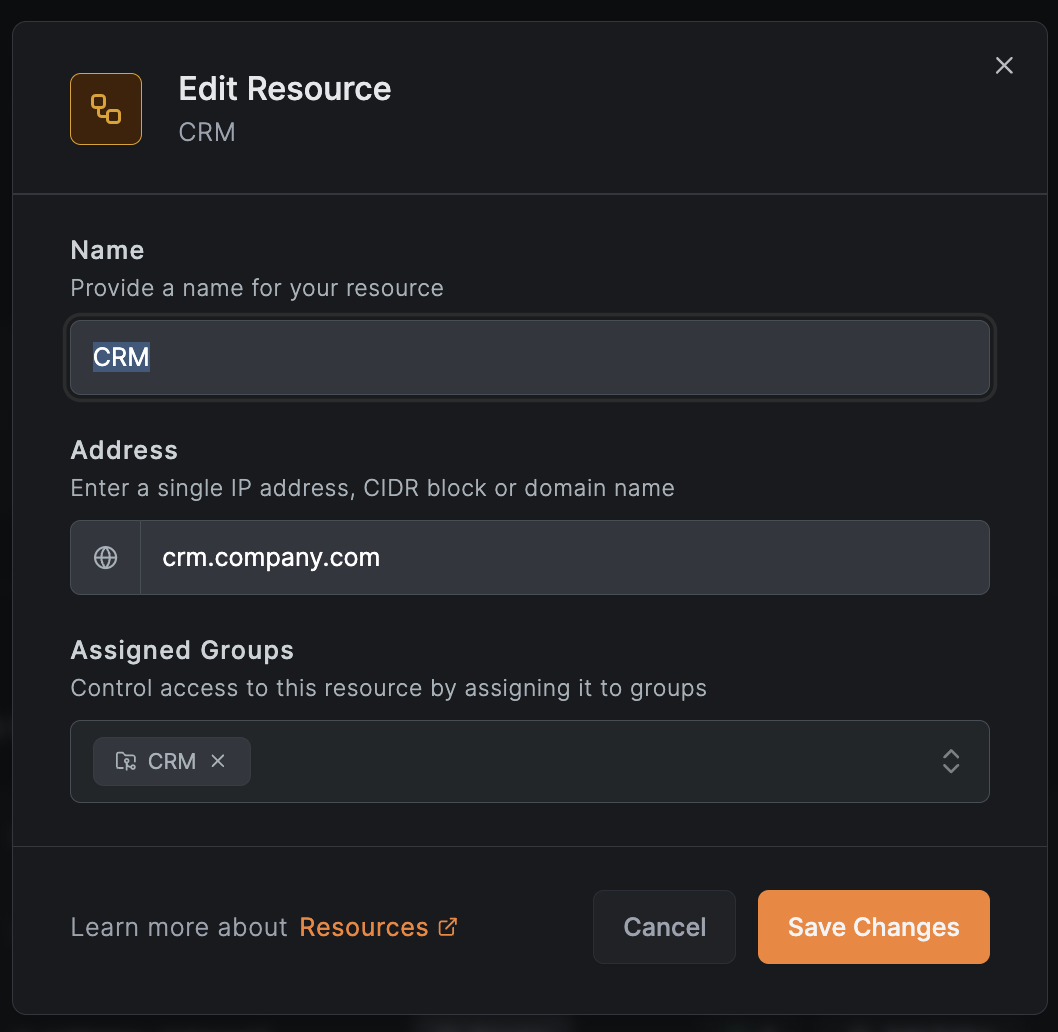 Edit Resource
CRM
Name
Provide a name for your resource
CRM
Address
Enter a single IP address, CIDR block or domain name
crm.company.com
Assigned Groups
Control access to this resource by assigning it to groups
CRM
Learn more about Resources
Cancel
Save Changes